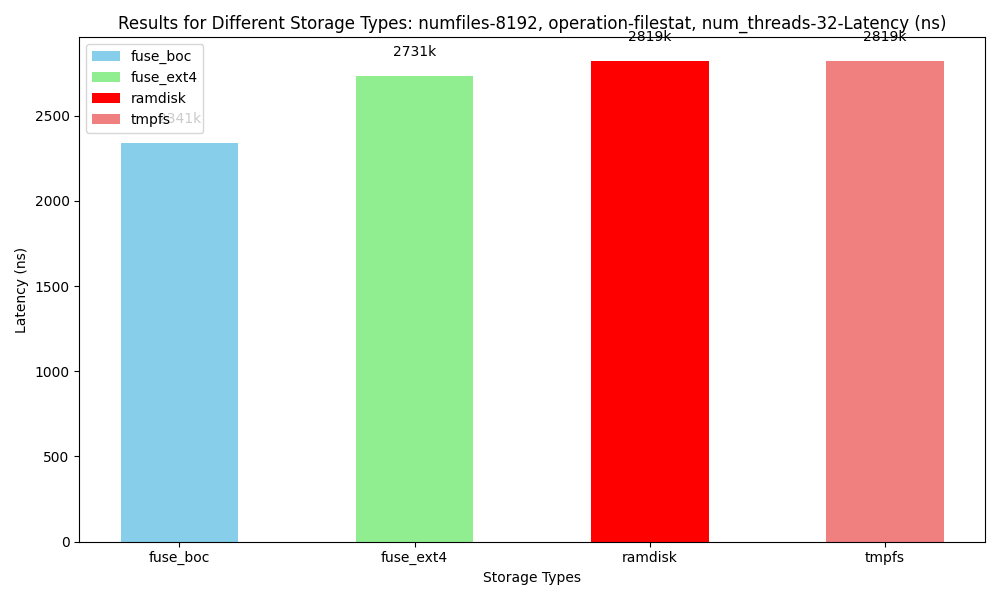 Results for Different Storage Types: numfiles-8192, operation-filestat, num_threads-32-Latency (ns)
fuse_boc
fuse_ext4
ramdisk
tmpfs
2341k
2731k
2819k
2819k
Latency (ns)
2500
2000
1500
1000
500
0
fuse_boc
fuse_ext4
ramdisk
tmpfs
Storage Types